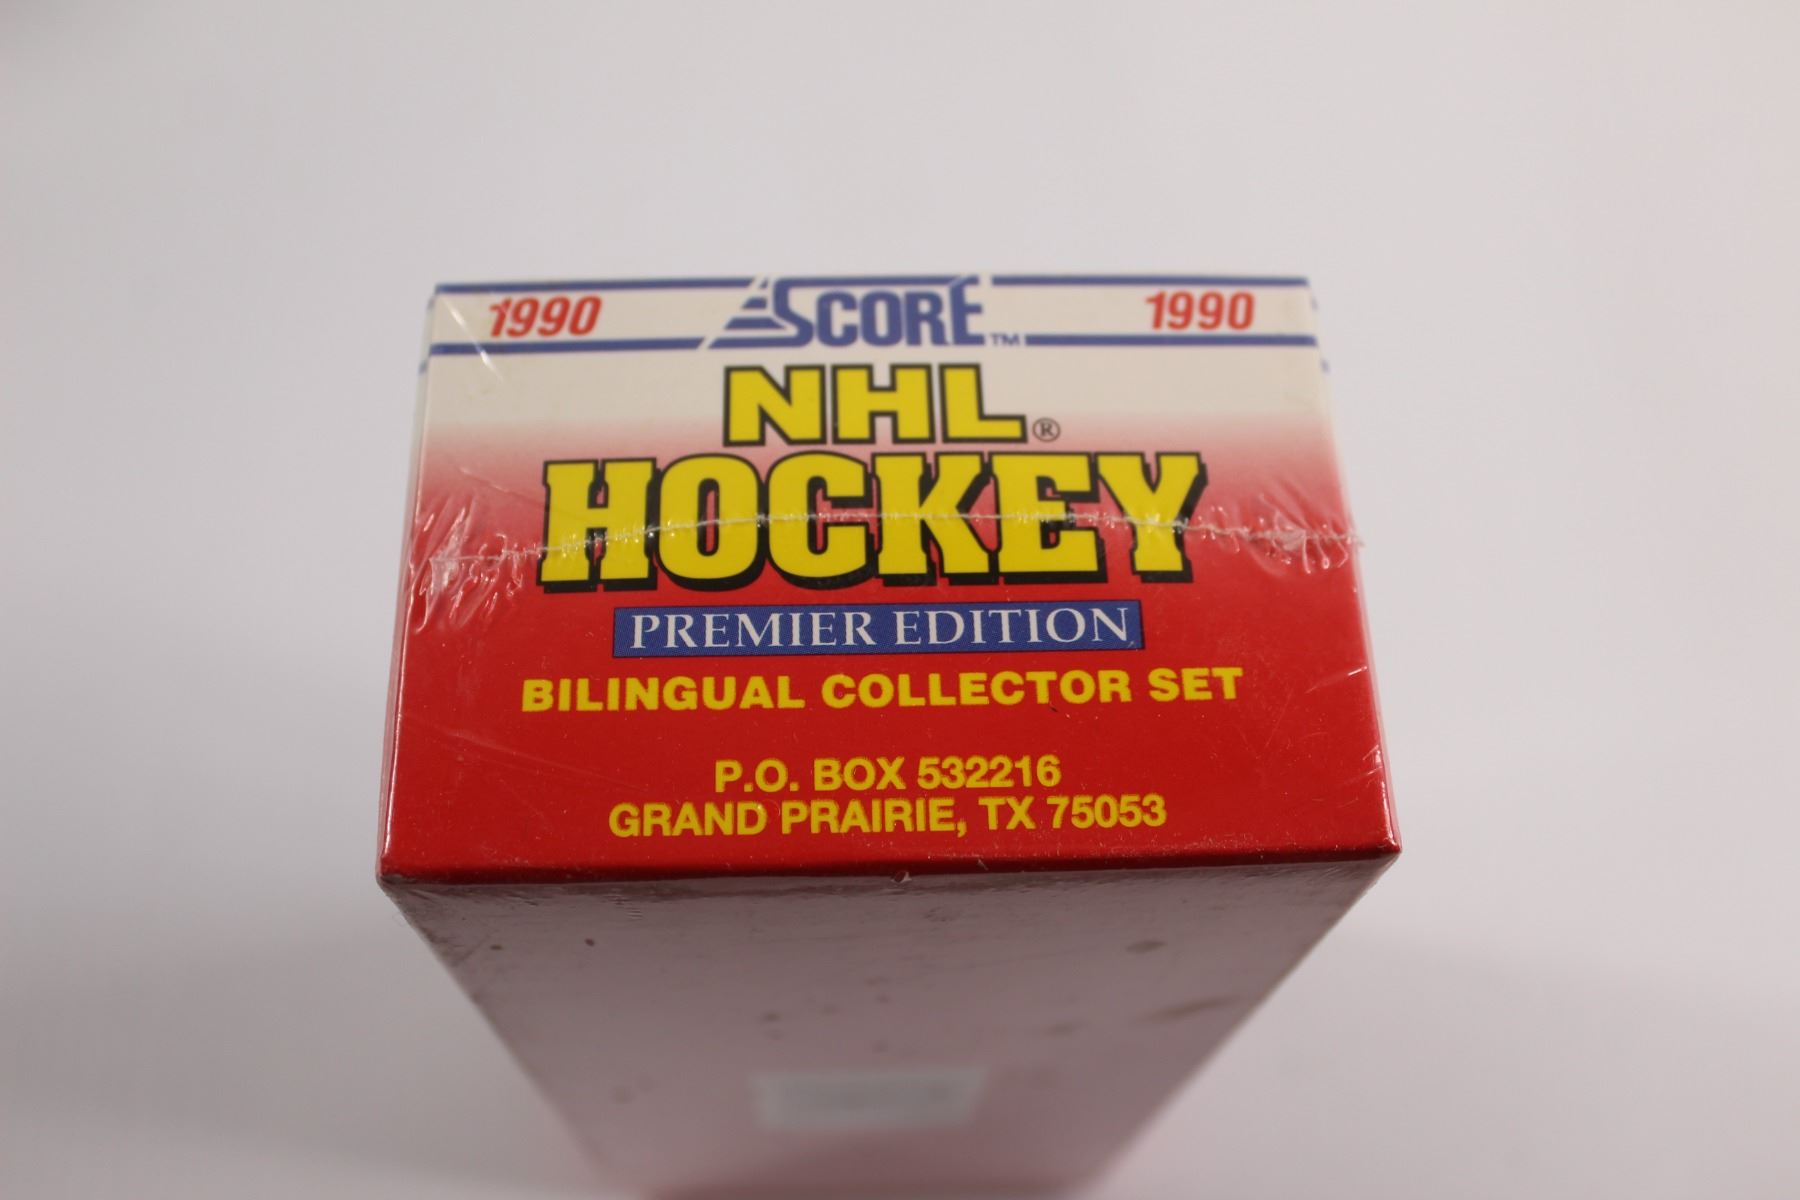 1990 SCORE™ 1990
NHL®
HOCKEY
PREMIER EDITION
BILINGUAL COLLECTOR SET
P.O. BOX 532216
GRAND PRAIRIE, TX 75053